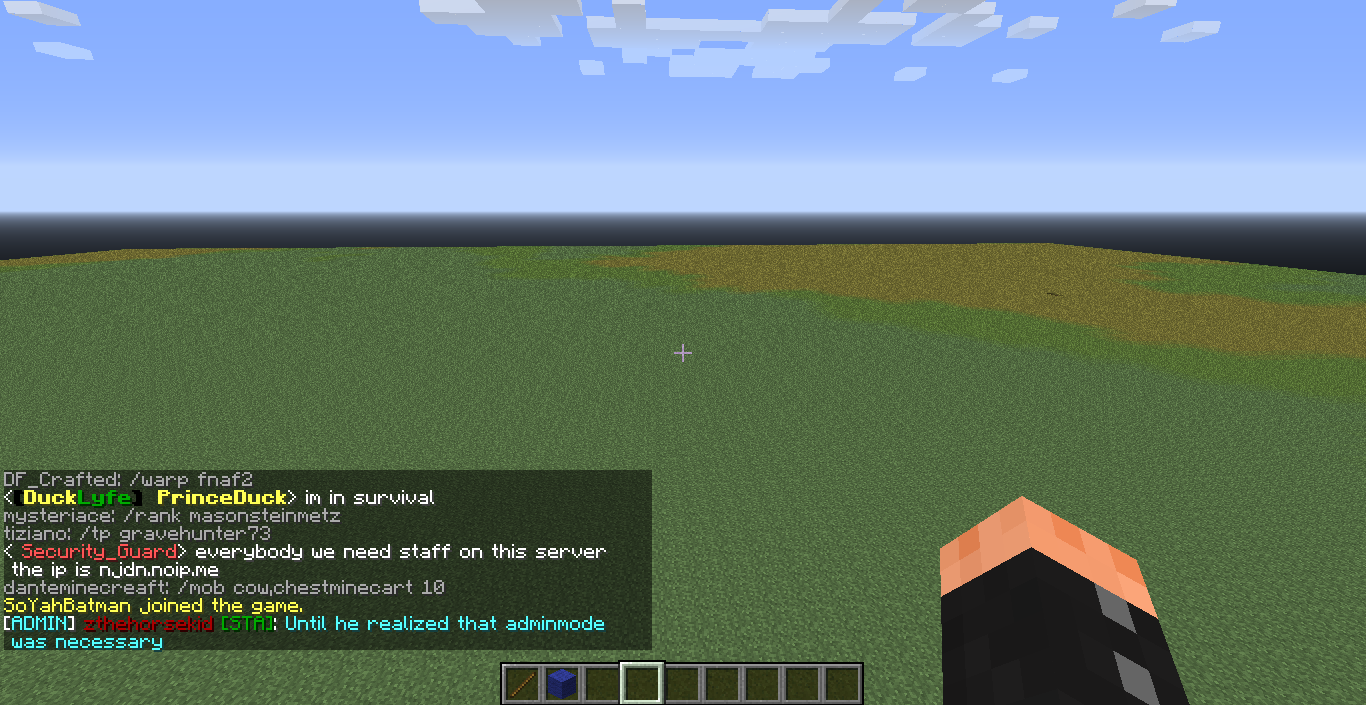 DF_Crafted: /warp fnaf2
<[DuckLyfe] PrinceDuck> im in survival
mysteriace: /rank masonsteinmetz
tiziano: /tp gravehunter73
< Security_Guard> everybody we need staff on this server
the ip is njdn.noip.me
danteminecreaft: /mob cow,chestminecart 10
SoYahBatman joined the game.
[ADMIN] zthehorsekid [STA]: Until he realized that adminmode
was necessary